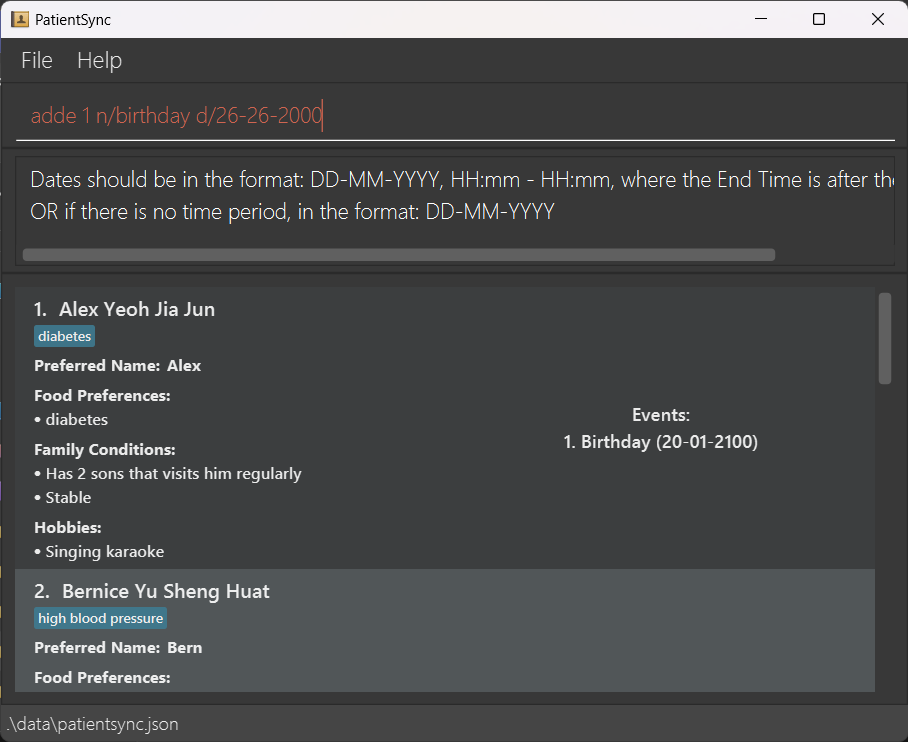 PatientSync
File Help
adde 1 n/birthday d/26-26-2000
Dates should be in the format: DD-MM-YYYY, HH:mm - HH:mm, where the End Time is after
OR if there is no time period, in the format: DD-MM-YYYY
1. Alex Yeoh Jia Jun
diabetes
Preferred Name: Alex
Food Preferences:
• diabetes
Family Conditions:
• Has 2 sons that visits him regularly
• Stable
Hobbies:
• Singing karaoke
Events:
1. Birthday (20-01-2100)
2. Bernice Yu Sheng Huat
high blood pressure
Preferred Name: Bern
Food Preferences:
.\data\patientsync.json